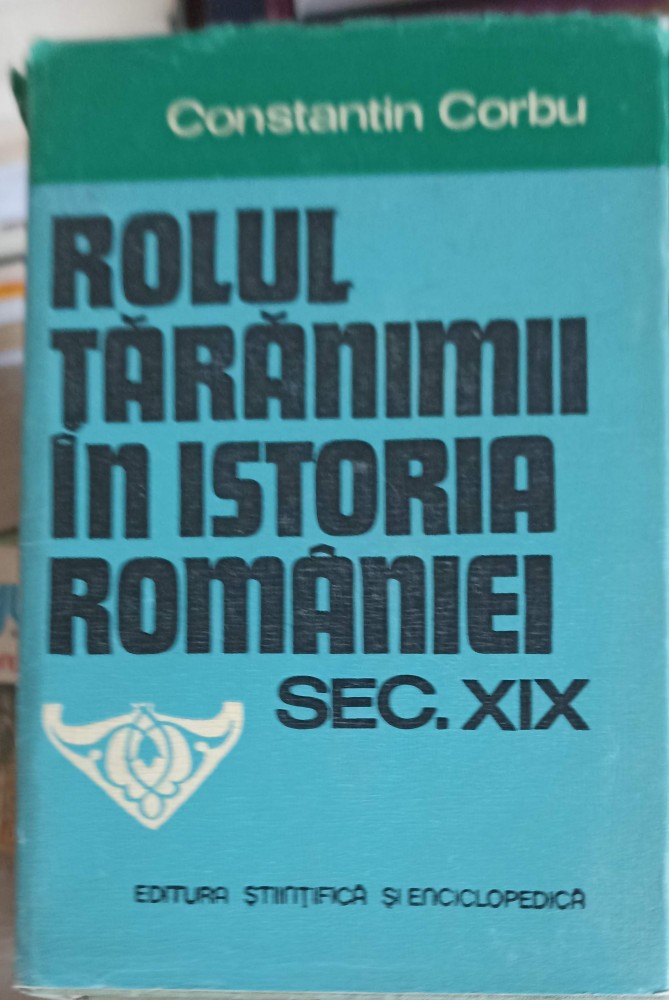 Constantin Corbu
ROLUL
ȚĂRĂNIMII
ÎN ISTORIA
ROMÂNIEI
SEC. XIX
EDITURA ȘTIINȚIFICĂ ȘI ENCICLOPEDICĂ